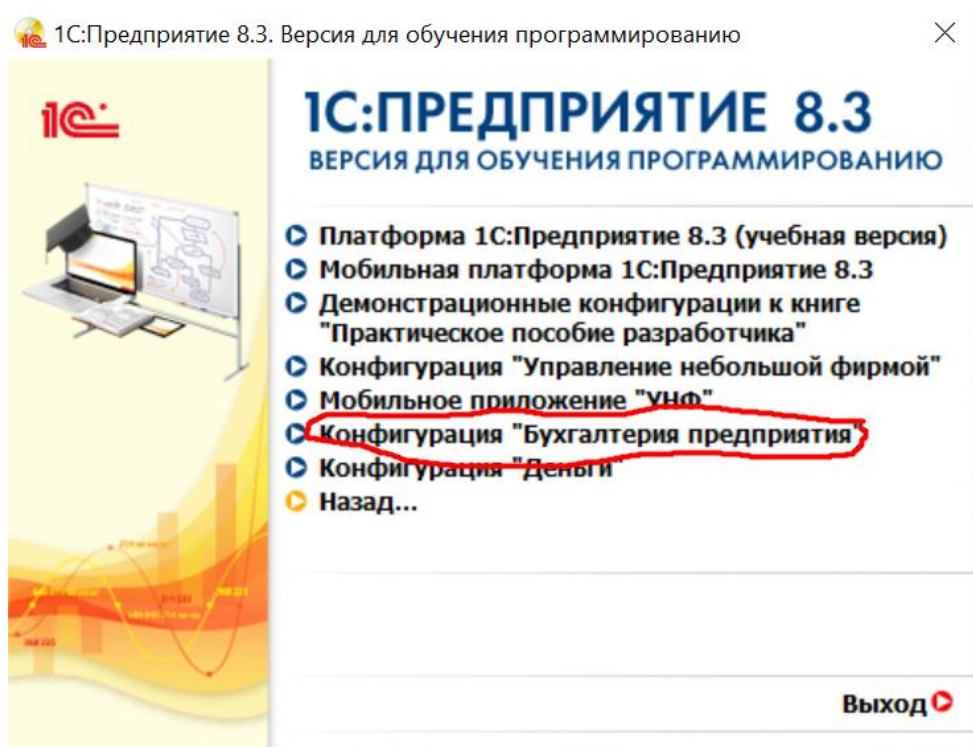 1С:Предприятие 8.3. Версия для обучения программированию
1С:ПРЕДПРИЯТИЕ 8.3
ВЕРСИЯ ДЛЯ ОБУЧЕНИЯ ПРОГРАММИРОВАНИЮ
Платформа 1С:Предприятие 8.3 (учебная версия)
Мобильная платформа 1С:Предприятие 8.3
Демонстрационные конфигурации к книге
"Практическое пособие разработчика"
Конфигурация "Управление небольшой фирмой"
Мобильное приложение "УНФ"
Конфигурация "Бухгалтерия предприятия"
Конфигурация "Деньги"
Назад...
Выход